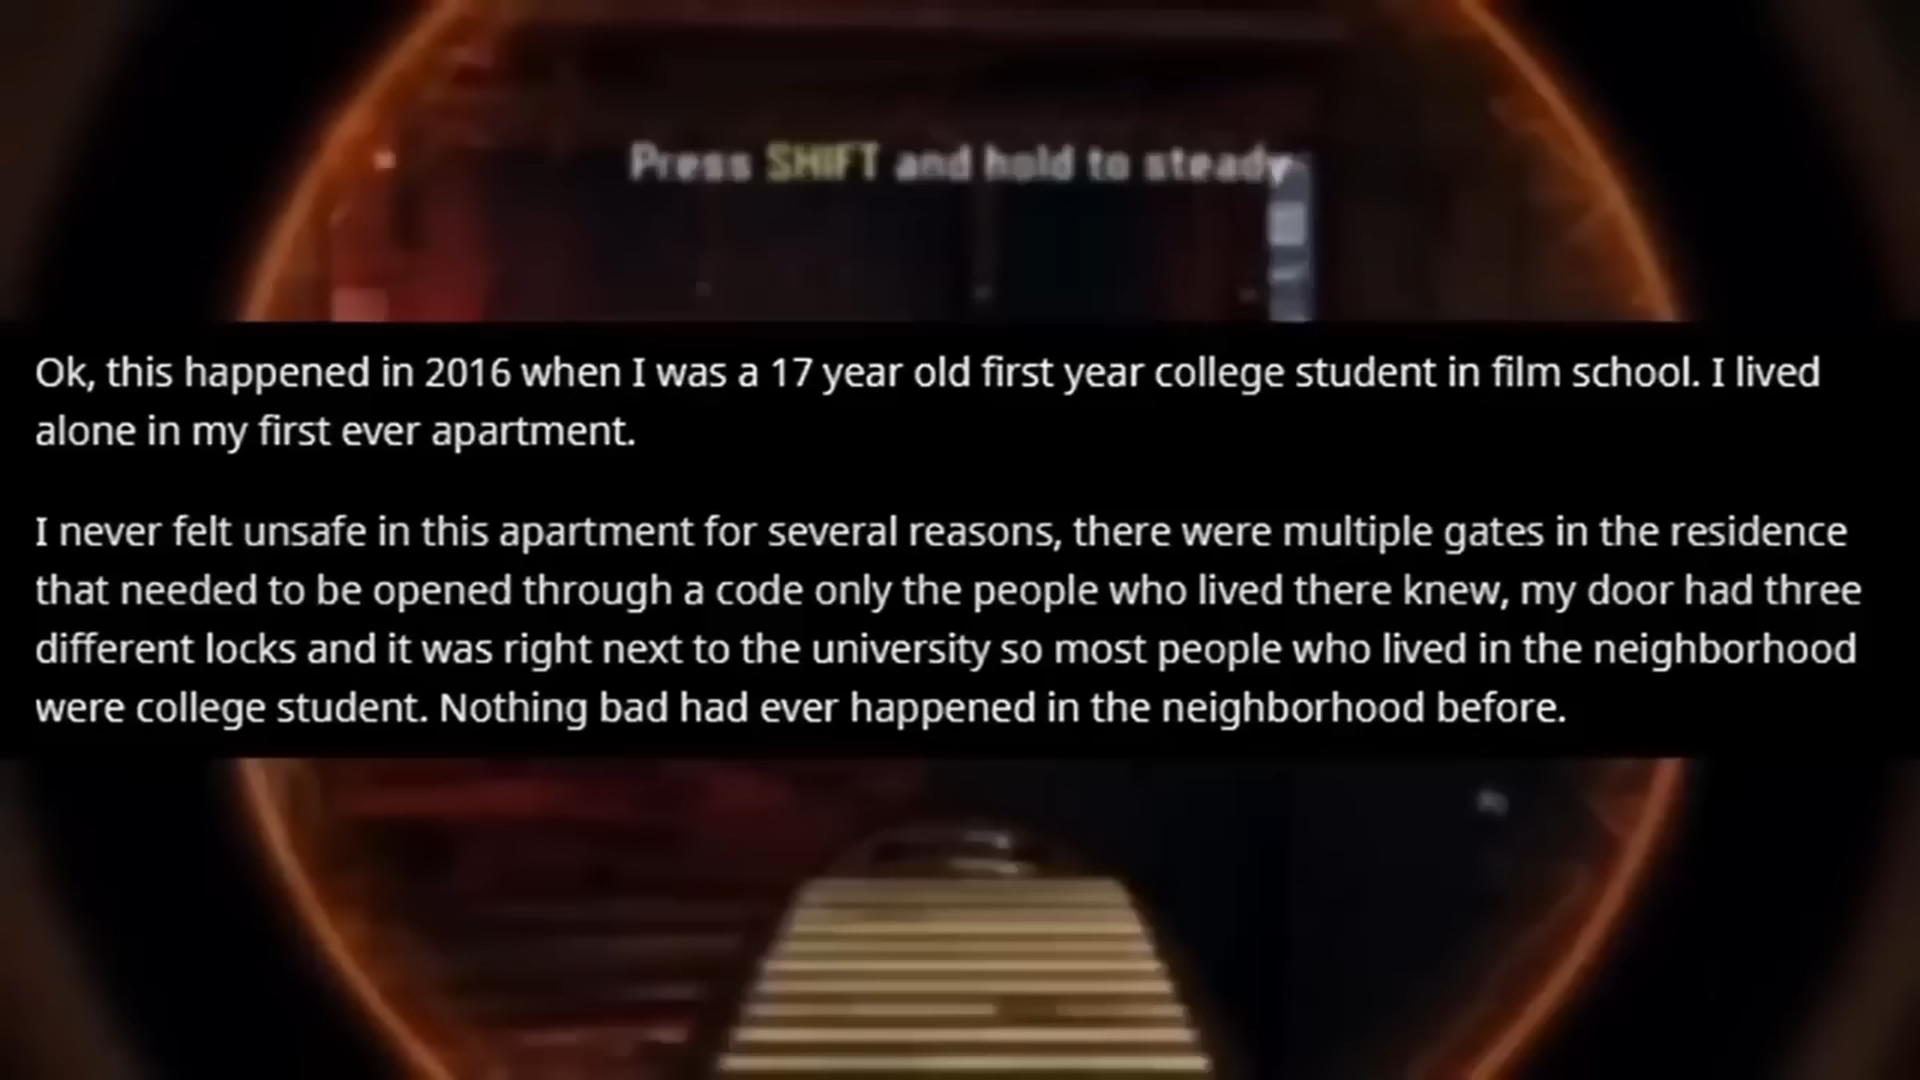 Press SHIFT and hold to steady
Ok, this happened in 2016 when I was a 17 year old first year college student in film school. I lived
alone in my first ever apartment.
I never felt unsafe in this apartment for several reasons, there were multiple gates in the residence
that needed to be opened through a code only the people who lived there knew, my door had three
different locks and it was right next to the university so most people who lived in the neighborhood
were college student. Nothing bad had ever happened in the neighborhood before.